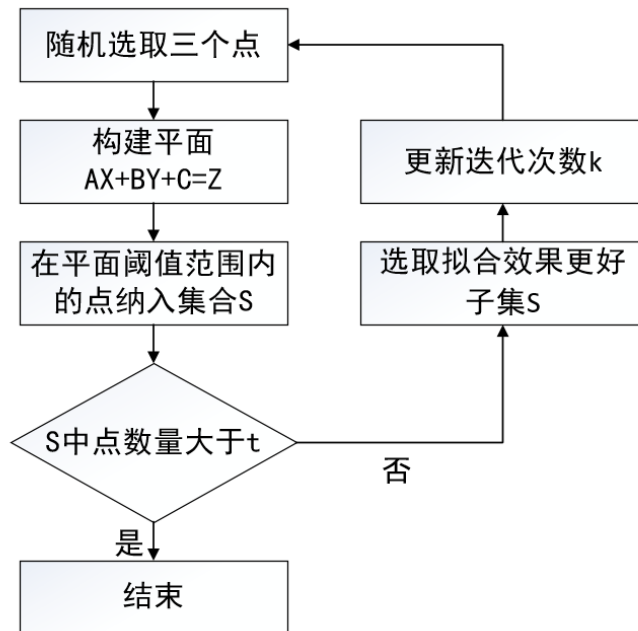 随机选取三个点
构建平面
AX+BY+C=Z
在平面阈值范围内
的点纳入集合S
S中点数量大于t
是
结束
否
选取拟合效果更好
子集S
更新迭代次数k